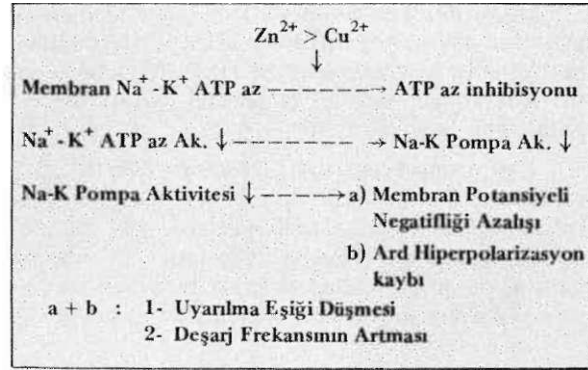 Zn²⁺ > Cu²⁺
↓
Membran Na⁺ - K⁺ ATP az -------→ ATP az inhibisyonu
Na⁺ - K⁺ ATP az Ak. ↓ ------ → Na-K Pompa Ak. ↓
Na-K Pompa Aktivitesi ↓ -----→ a) Membran Potansiyeli
Negatifliği Azalışı
b) Ard Hiperpolarizasyon
kaybı
a + b : 1- Uyarılma Eşiği Düşmesi
2- Deşarj Frekansının Artması